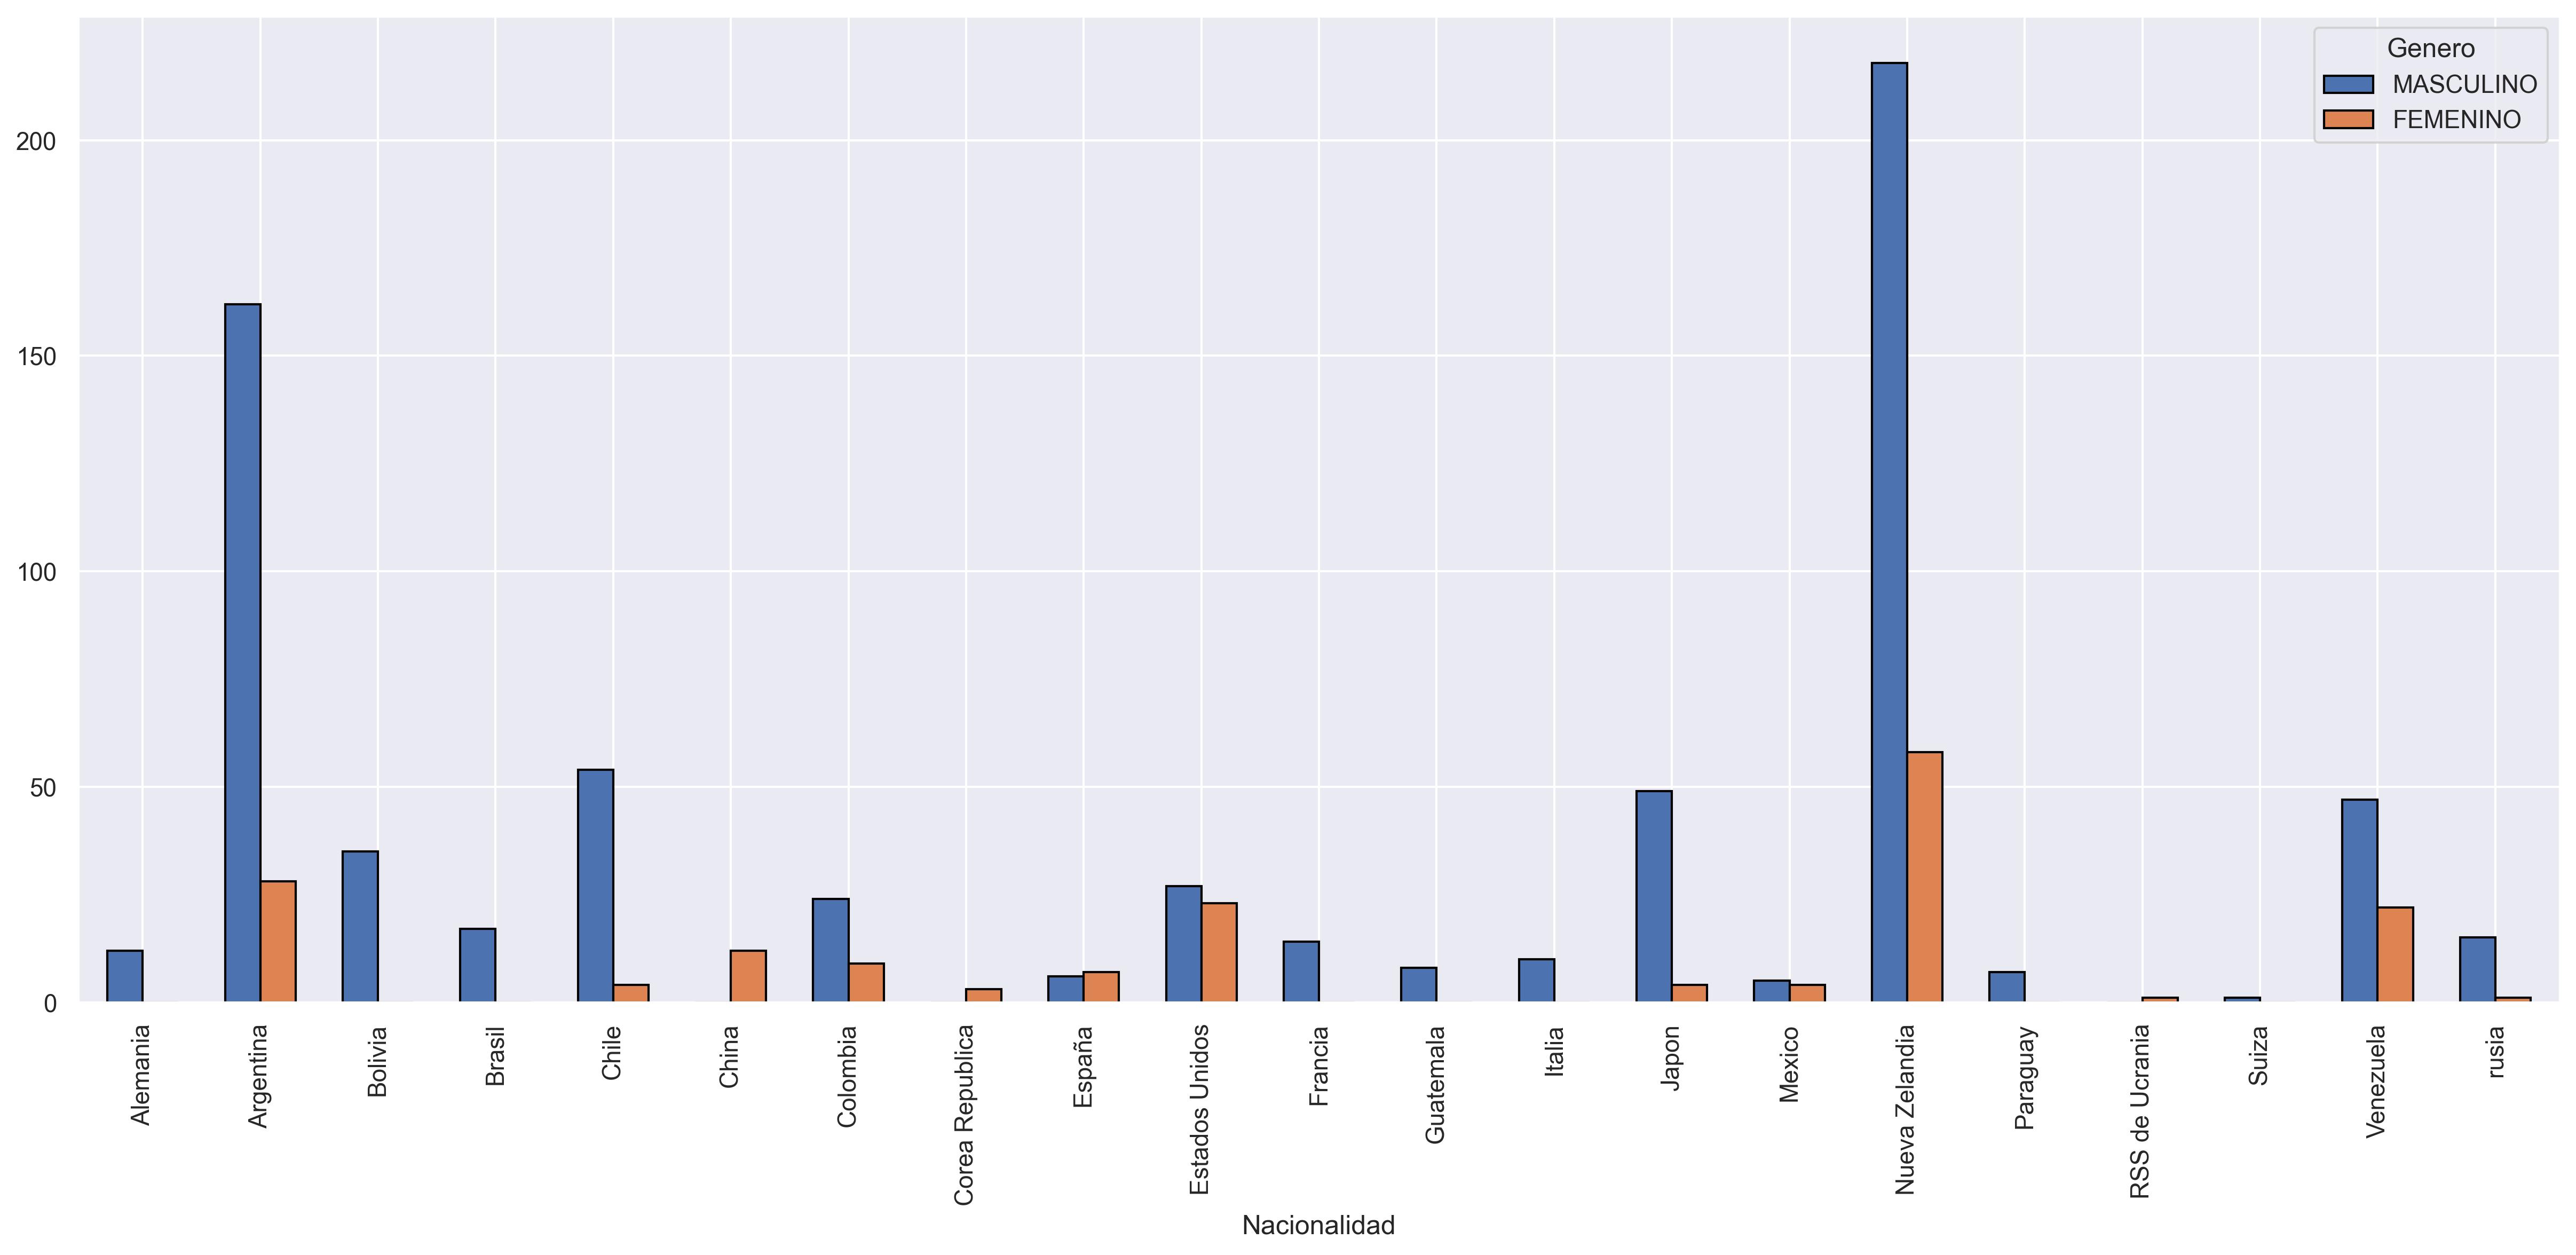 Genero
MASCULINO
FEMENINO
200
150
100
50
0
Alemania
Argentina
Bolivia
Brasil
Chile
China
Colombia
Corea Republica
España
Estados Unidos
Francia
Guatemala
Italia
Japon
Mexico
Nueva Zelandia
Paraguay
RSS de Ucrania
Suiza
Venezuela
rusia
Nacionalidad